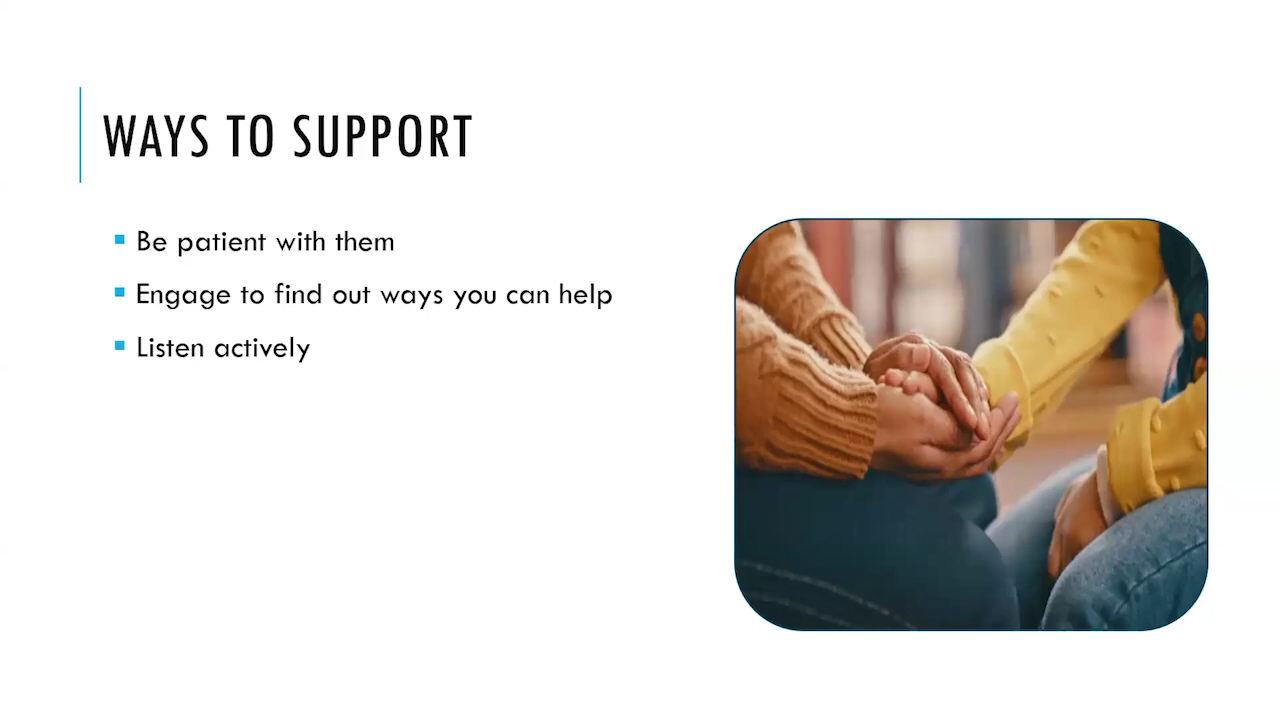 WAYS TO SUPPORT
Be patient with them
Engage to find out ways you can help
Listen actively